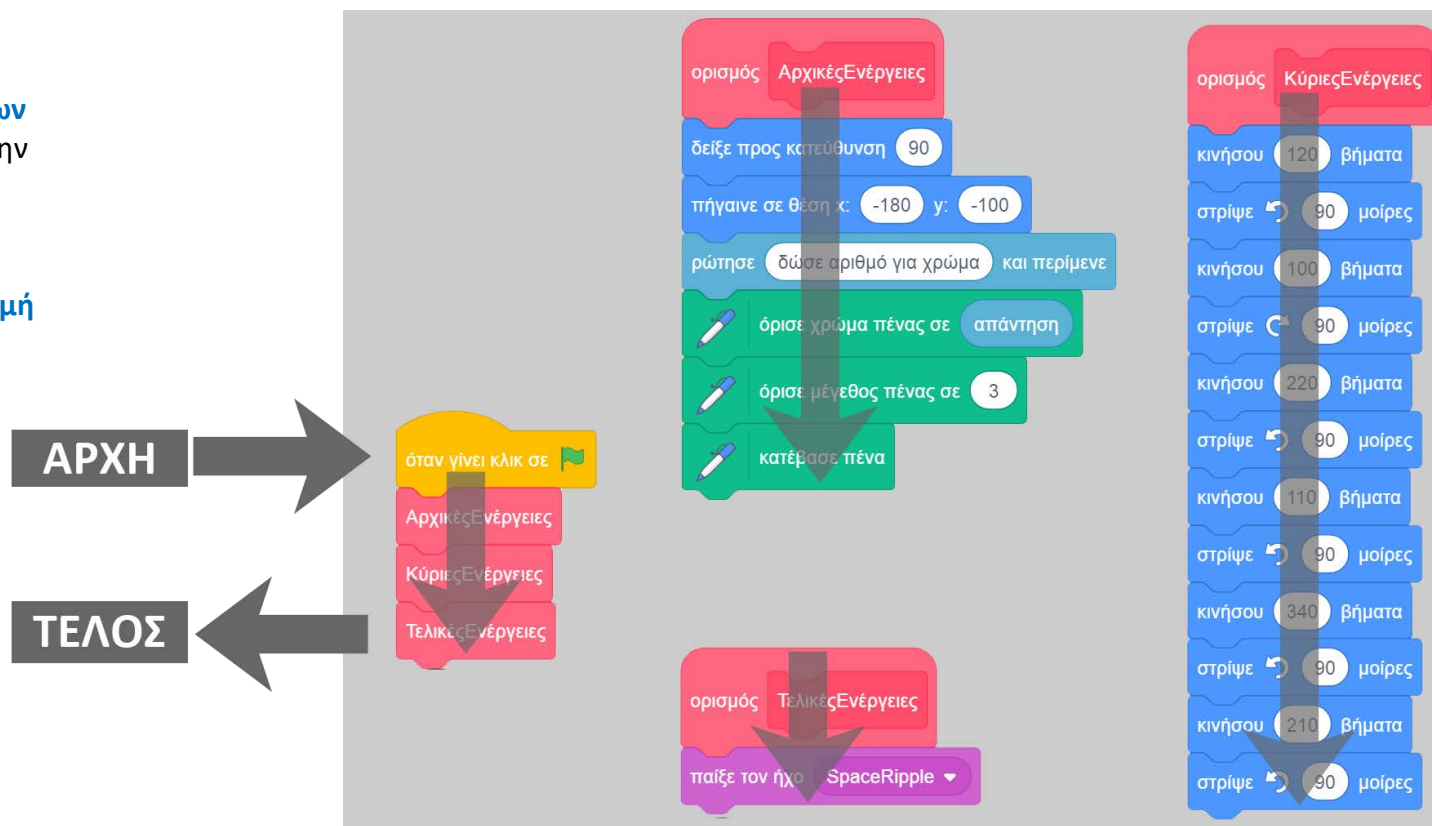 ων
ην
μή
ΑΡΧΗ
ΤΕΛΟΣ
όταν γίνει κλικ σε
ΑρχικέςΕνέργειες
ΚύριεςΕνέργειες
ΤελικέςΕνέργειες
ορισμός ΑρχικέςΕνέργειες
δείξε προς κατεύθυνση 90
πήγαινε σε θέση x: -180 y: -100
ρώτησε δώσε αριθμό για χρώμα και περίμενε
όρισε χρώμα πένας σε απάντηση
όρισε μέγεθος πένας σε 3
κατέβασε πένα
ορισμός ΤελικέςΕνέργειες
παίξε τον ήχο SpaceRipple
ορισμός ΚύριεςΕνέργειες
κινήσου 120 βήματα
στρίψε 90 μοίρες
κινήσου 100 βήματα
στρίψε 90 μοίρες
κινήσου 220 βήματα
στρίψε 90 μοίρες
κινήσου 110 βήματα
στρίψε 90 μοίρες
κινήσου 340 βήματα
στρίψε 90 μοίρες
κινήσου 210 βήματα
στρίψε 90 μοίρες